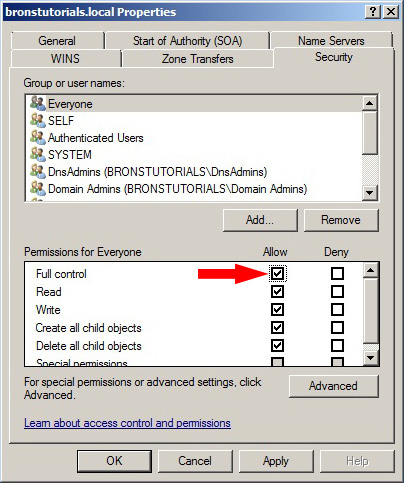 bronstutorials.local Properties
General
Start of Authority (SOA)
Name Servers
WINS
Zone Transfers
Security
Group or user names:
Everyone
SELF
Authenticated Users
SYSTEM
DnsAdmins (BRONSTUTORIALS\DnsAdmins)
Domain Admins (BRONSTUTORIALS\Domain Admins)
Add...
Remove
Permissions for Everyone
Allow
Deny
Full control
Read
Write
Create all child objects
Delete all child objects
Special permissions
For special permissions or advanced settings, click
Advanced.
Advanced
Learn about access control and permissions
OK
Cancel
Apply
Help